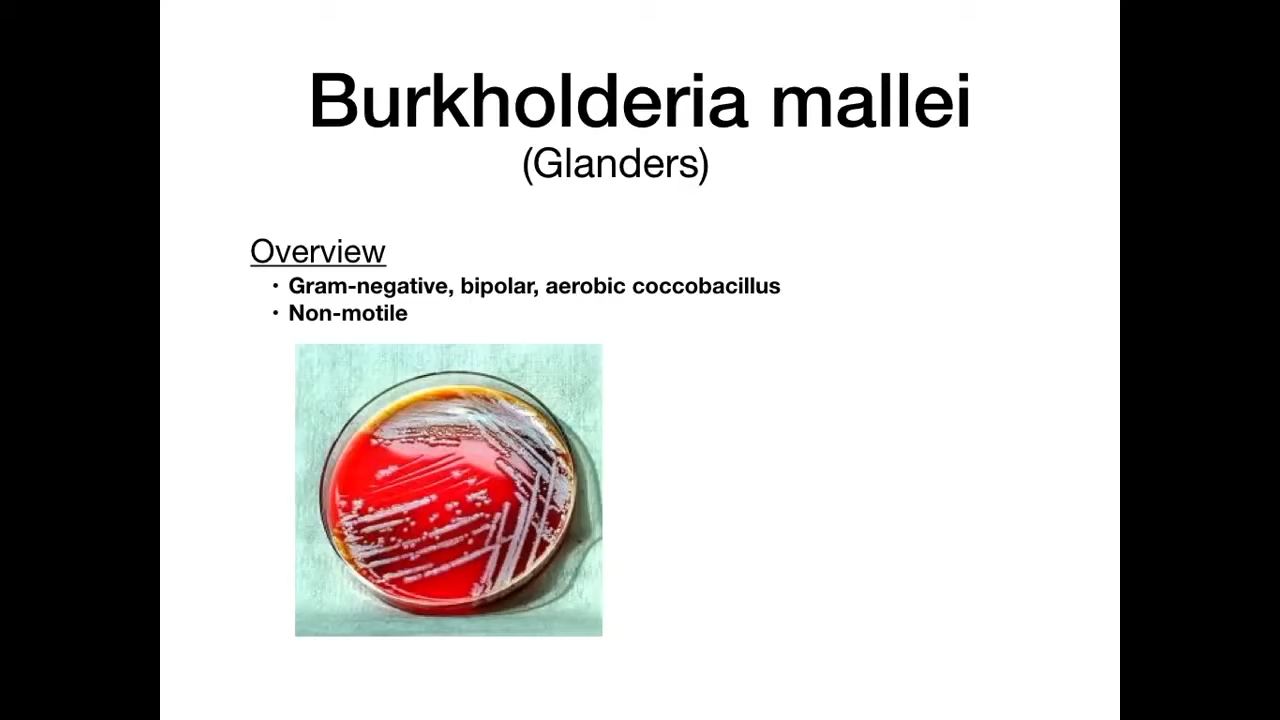 Burkholderia mallei
(Glanders)
Overview
• Gram-negative, bipolar, aerobic coccobacillus
• Non-motile